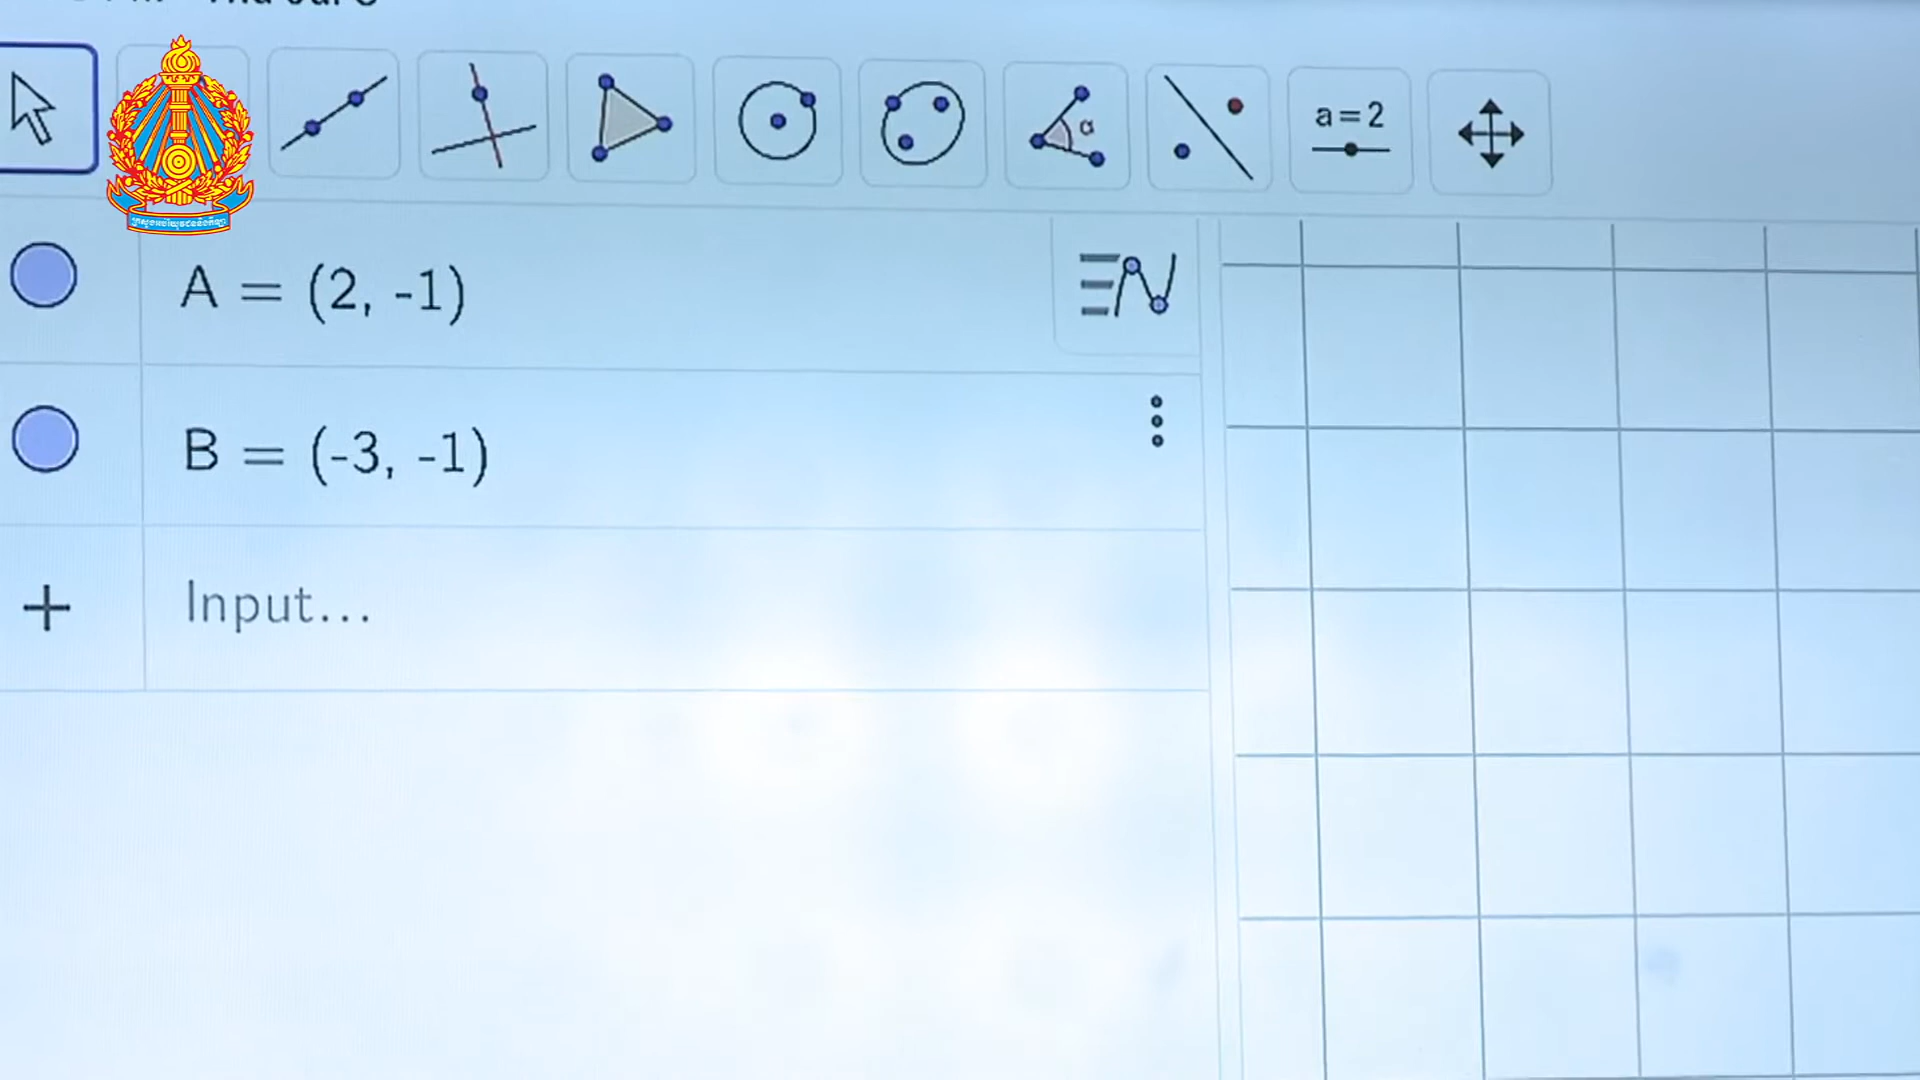 a=2
α
A = (2, -1)
B = (-3, -1)
Input...